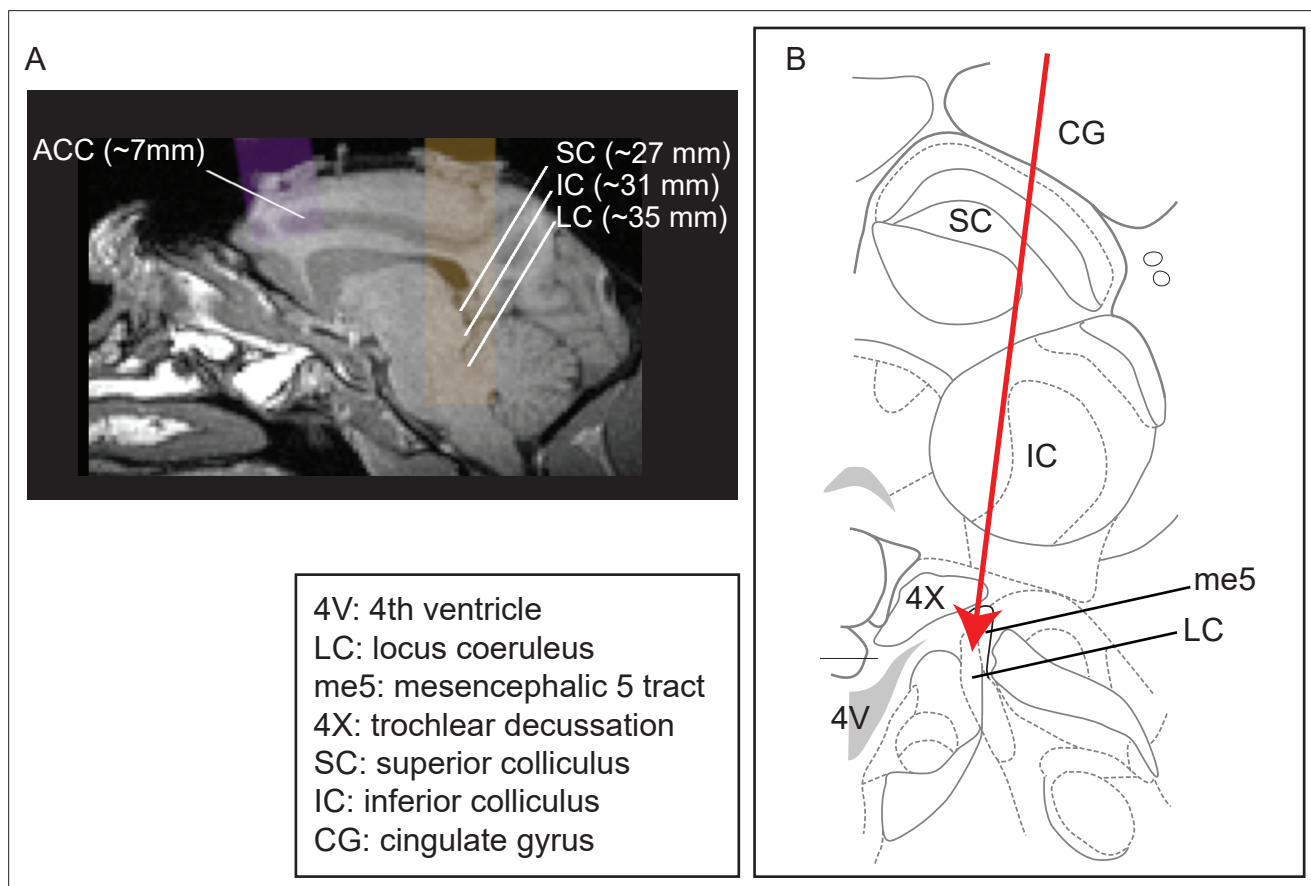 A
ACC (~7mm)
SC (~27 mm)
IC (~31 mm)
LC (~35 mm)
4V: 4th ventricle
LC: locus coeruleus
me5: mesencephalic 5 tract
4X: trochlear decussation
SC: superior colliculus
IC: inferior colliculus
CG: cingulate gyrus
B
CG
SC
IC
me5
4X
LC
4V